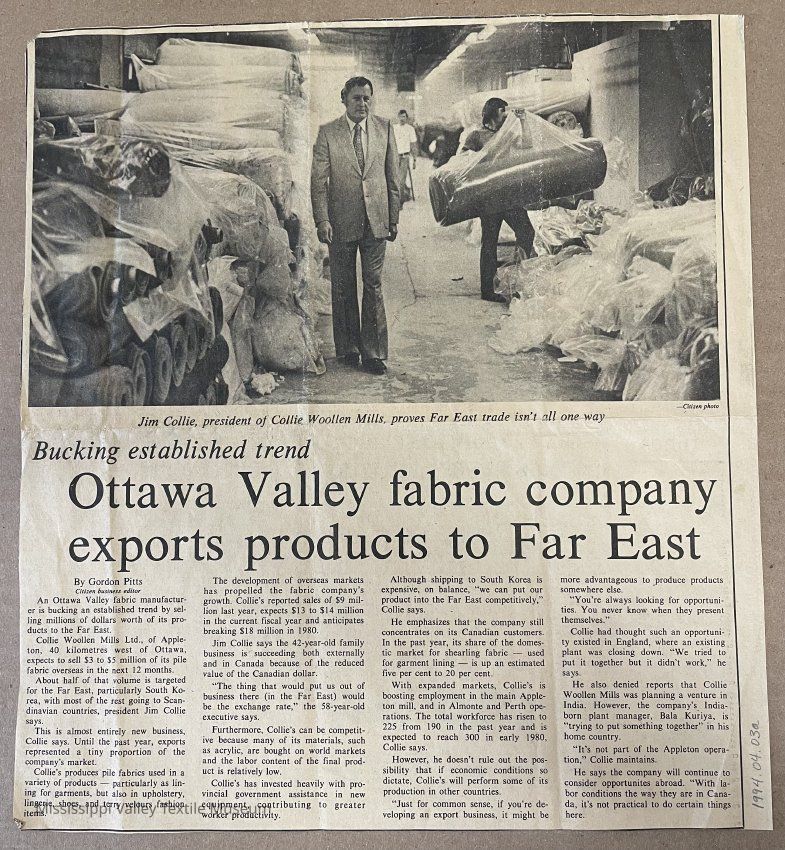 —Citizen photo
Jim Collie, president of Collie Woollen Mills, proves Far East trade isn't all one way
Bucking established trend
Ottawa Valley fabric company
exports products to Far East
By Gordon Pitts
Citizen business editor
An Ottawa Valley fabric manufactur-
er is bucking an established trend by sel-
ling millions of dollars worth of its pro-
ducts to the Far East.
Collie Woollen Mills Ltd., of Apple-
ton, 40 kilometres west of Ottawa,
expects to sell $3 to $5 million of its pile
fabric overseas in the next 12 months.
About half of that volume is targeted
for the Far East, particularly South Ko-
rea, with most of the rest going to Scan-
dinavian countries, president Jim Collie
says.
This is almost entirely new business,
Collie says. Until the past year, exports
represented a tiny proportion of the
company's market.
Collie's produces pile fabrics used in a
variety of products — particularly as lin-
ing for garments, but also in upholstery,
lingerie, shoes, and terry velours fashion
items.
The development of overseas markets
has propelled the fabric company's
growth. Collie's reported sales of $9 mil-
lion last year, expects $13 to $14 million
in the current fiscal year and anticipates
breaking $18 million in 1980.
Jim Collie says the 42-year-old family
business is succeeding both externally
and in Canada because of the reduced
value of the Canadian dollar.
"The thing that would put us out of
business there (in the Far East) would
be the exchange rate," the 58-year-old
executive says.
Furthermore, Collie's can be competit-
ive because many of its materials, such
as acrylic, are bought on world markets
and the labor content of the final prod-
uct is relatively low.
Collie's has invested heavily with pro-
vincial government assistance in new
equipment, contributing to greater
worker productivity.
Although shipping to South Korea is
expensive, on balance, "we can put our
product into the Far East competitively,"
Collie says.
He emphasizes that the company still
concentrates on its Canadian customers.
In the past year, its share of the domes-
tic market for shearling fabric — used
for garment lining — is up an estimated
five per cent to 20 per cent.
With expanded markets, Collie's is
boosting employment in the main Apple-
ton mill, and in Almonte and Perth ope-
rations. The total workforce has risen to
225 from 190 in the past year and is
expected to reach 300 in early 1980,
Collie says.
However, he doesn't rule out the pos-
sibility that if economic conditions so
dictate, Collie's will perform some of its
production in other countries.
"Just for common sense, if you're de-
veloping an export business, it might be
more advantageous to produce products
somewhere else.
"You're always looking for opportuni-
ties. You never know when they present
themselves."
Collie had thought such an opportuni-
ty existed in England, where an existing
plant was closing down. "We tried to
put it together but it didn't work," he
says.
He also denied reports that Collie
Woollen Mills was planning a venture in
India. However, the company's India-
born plant manager, Bala Kuriya, is
"trying to put something together" in his
home country.
"It's not part of the Appleton opera-
tion," Collie maintains.
He says the company will continue to
consider opportunites abroad. "With la-
bor conditions the way they are in Cana-
da, it's not practical to do certain things
here.
1994.04.03a
Mississippi Valley Textile Museum